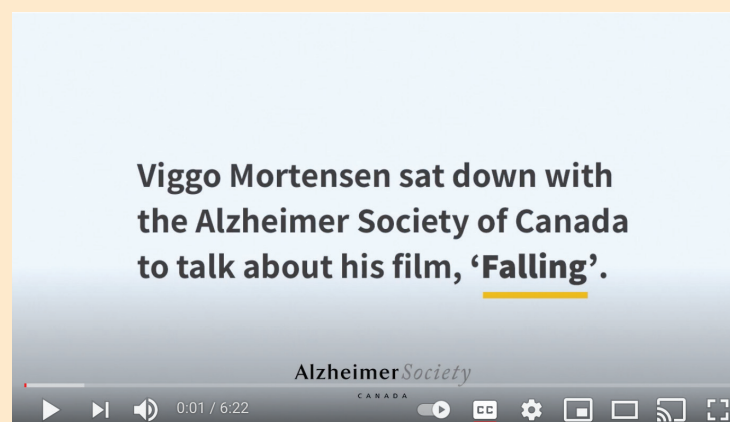 Viggo Mortensen sat down with
the Alzheimer Society of Canada
to talk about his film, ‘Falling’.
AlzheimerSociety
CANADA
0:01 / 6:22
CC